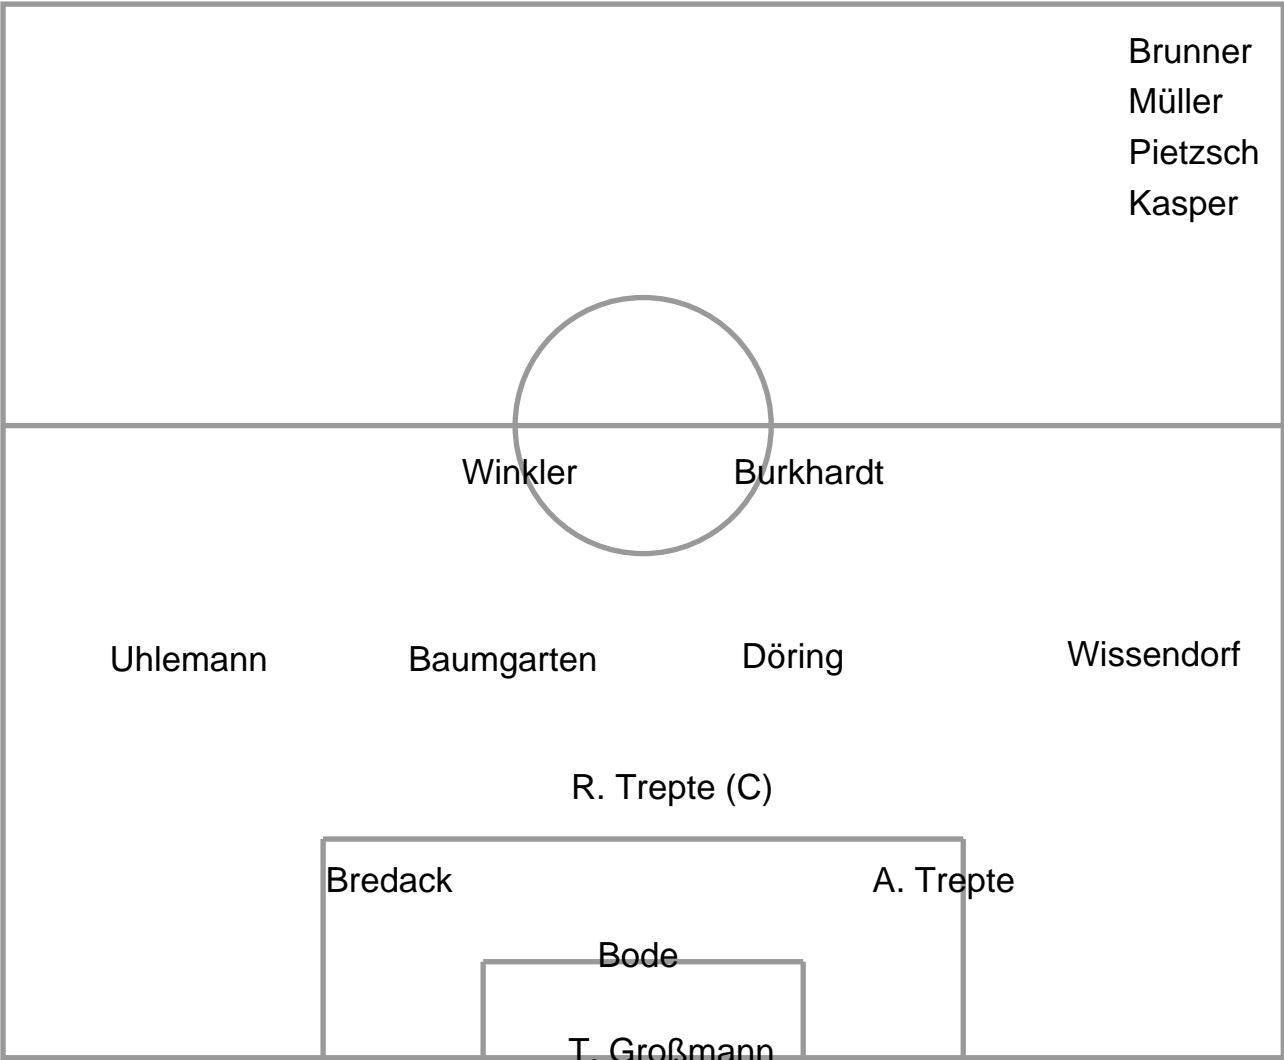 Brunner
Müller
Pietzsch
Kasper
Winkler Burkhardt
Uhlemann Baumgarten Döring Wissendorf
R. Trepte (C)
Bredack A. Trepte
Bode
T. Großmann